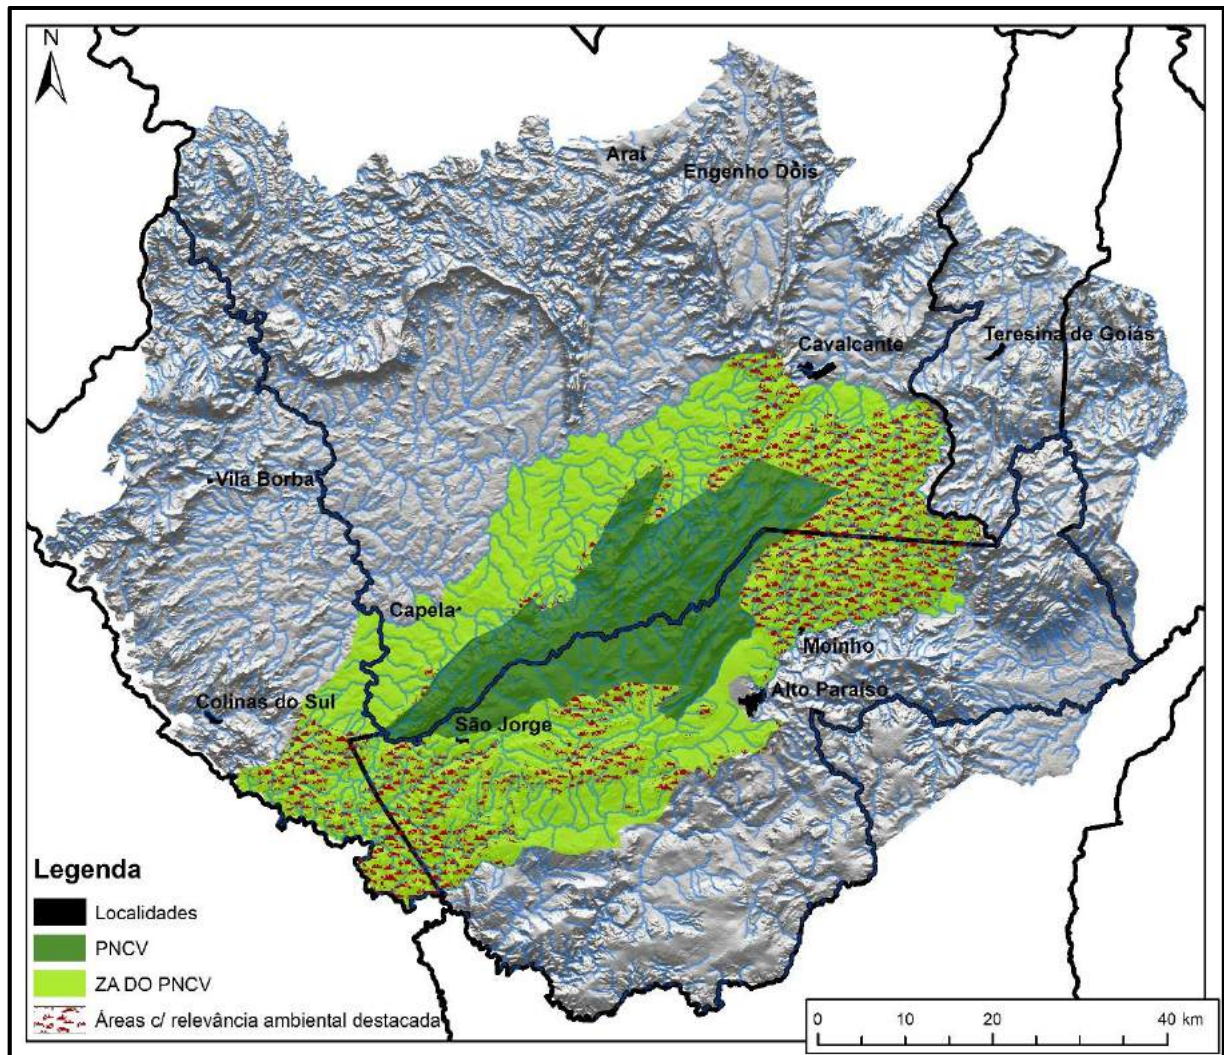 N
Araí
Engenho Dois
Cavalcante
Teresina de Goiás
Vila Borba
Capela
Moinho
Colinas do Sul
Alto Paraíso
São Jorge
Legenda
Localidades
PNCV
ZA DO PNCV
Áreas c/ relevância ambiental destacada
0 10 20 40 km